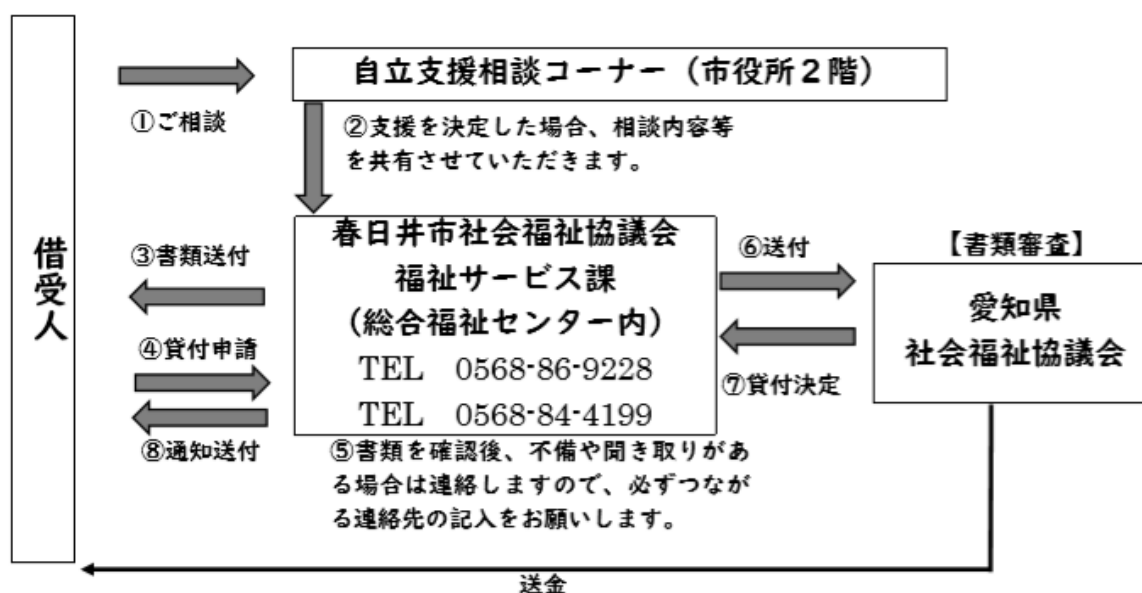 借受人
自立支援相談コーナー（市役所２階）
①ご相談
②支援を決定した場合、相談内容等
を共有させていただきます。
春日井市社会福祉協議会
福祉サービス課
（総合福祉センター内）
TEL　0568-86-9228
TEL　0568-84-4199
③書類送付
④貸付申請
⑧通知送付
⑤書類を確認後、不備や聞き取りがあ
る場合は連絡しますので、必ずつなが
る連絡先の記入をお願いします。
⑥送付
⑦貸付決定
【書類審査】
愛知県
社会福祉協議会
送金